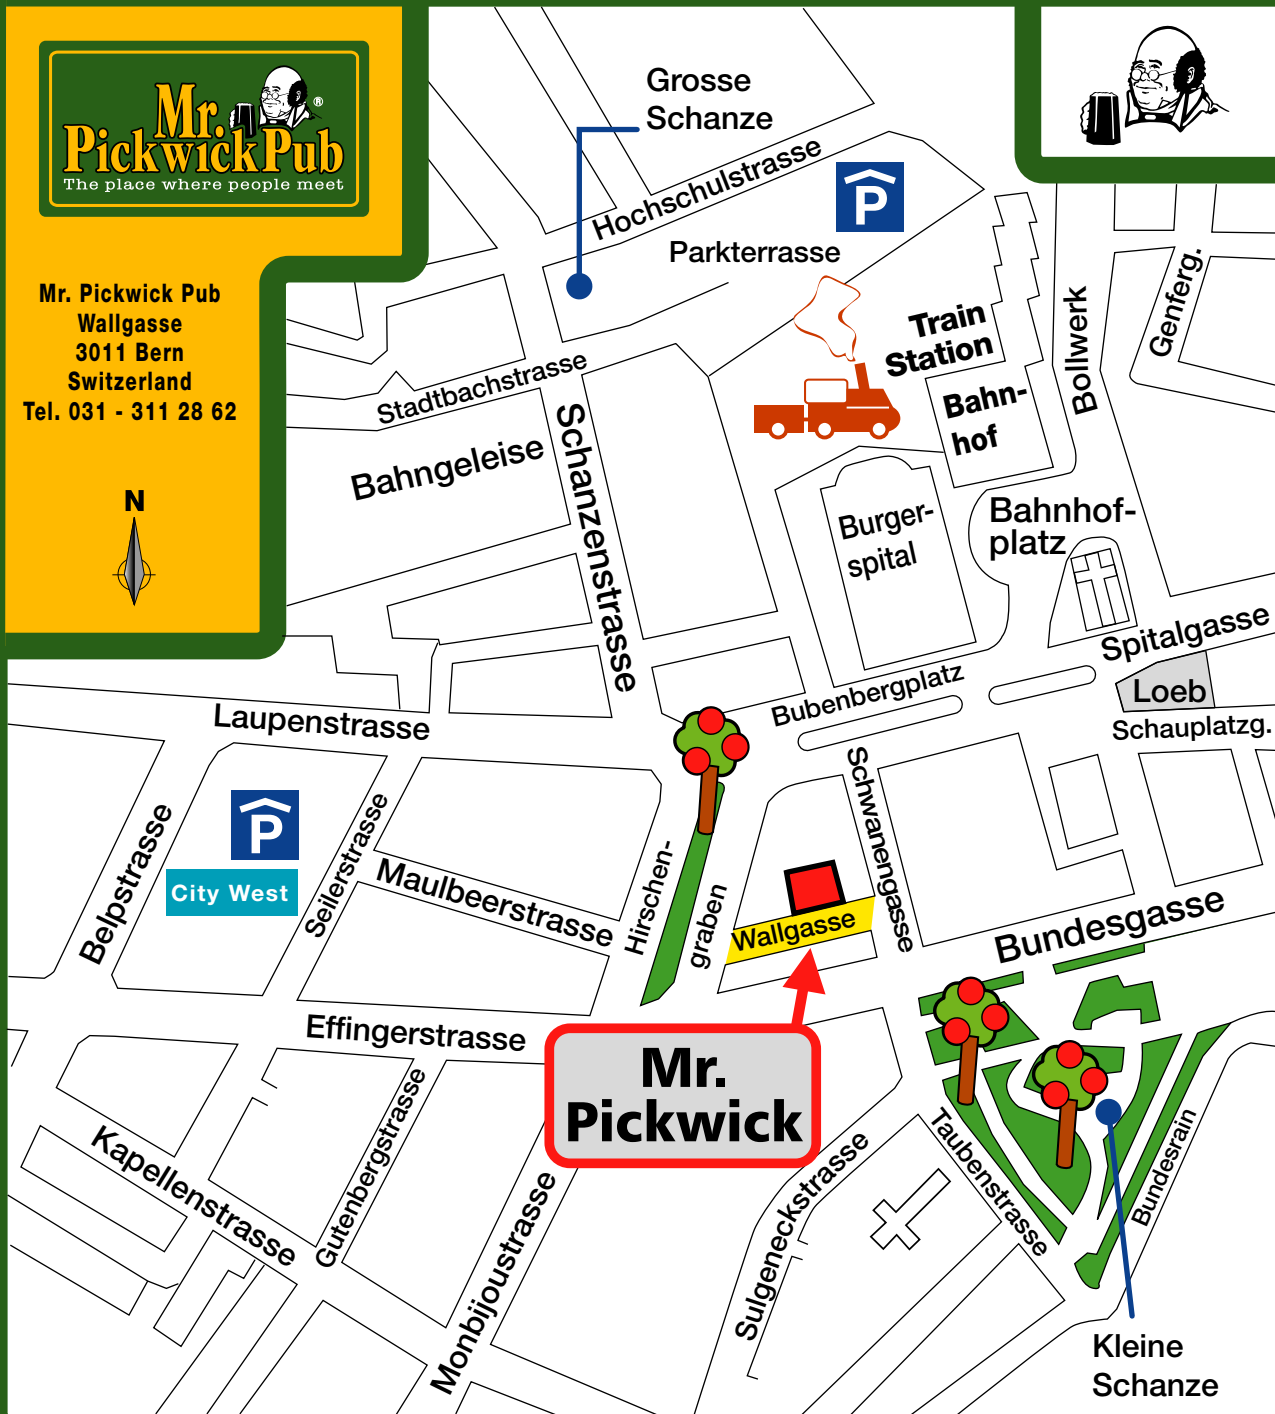 Mr.
PickwickPub
®
The place where people meet
Mr. Pickwick Pub
Wallgasse
3011 Bern
Switzerland
Tel. 031 - 311 28 62
N
Grosse
Schanze
Hochschulstrasse
P
Parkterrasse
Train
Station
Bahn-
hof
Bollwerk
Genferg.
Stadtbachstrasse
Bahngeleise
Schanzenstrasse
Burger-
spital
Bahnhof-
platz
Spitalgasse
Loeb
Schauplatzg.
Bubenbergplatz
Laupenstrasse
P
City West
Belpstrasse
Seilerstrasse
Maulbeerstrasse
Hirschen-
graben
Schwanengasse
Wallgasse
Bundesgasse
Effingerstrasse
Mr.
Pickwick
Kapellenstrasse
Gutenbergstrasse
Monbijoustrasse
Sulgeneckstrasse
Taubenstrasse
Bundesrain
Kleine
Schanze